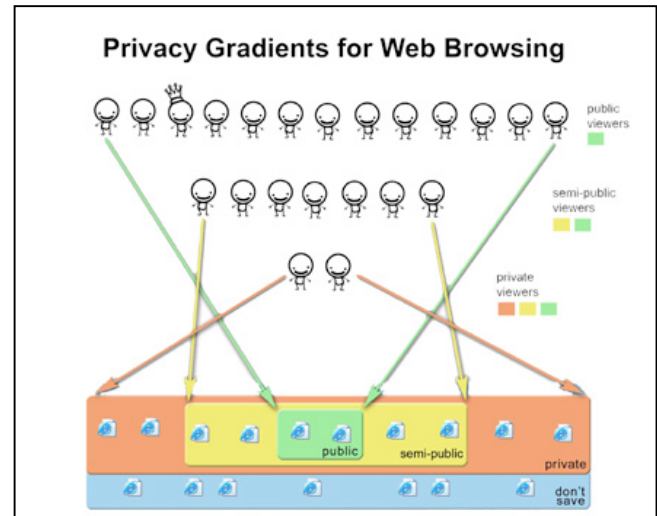 Privacy Gradients for Web Browsing
public
viewers
semi-public
viewers
private
viewers
public
semi-public
private
don't
save